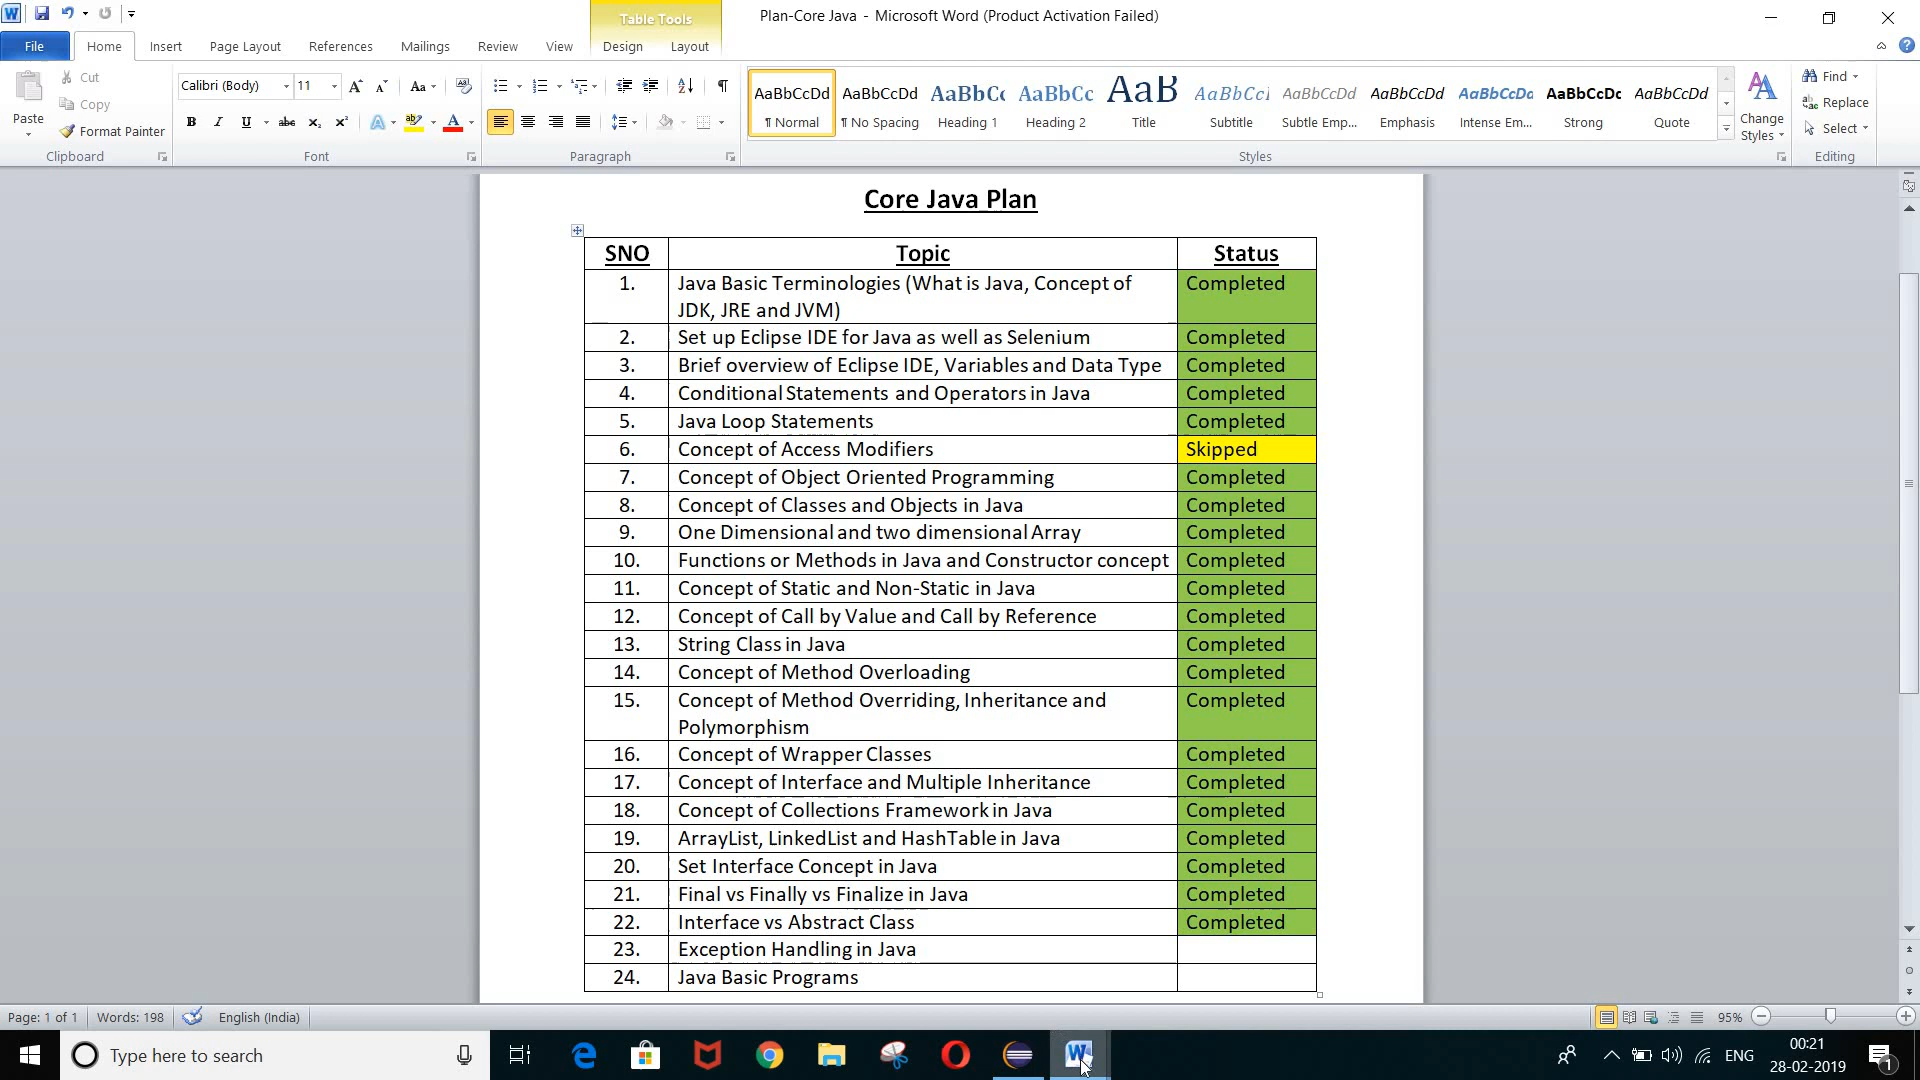 Table Tools
Plan-Core Java - Microsoft Word (Product Activation Failed)
File Home Insert Page Layout References Mailings Review View Design Layout
Paste
Cut
Copy
Format Painter
Clipboard
Calibri (Body) 11
Font
Paragraph
AaBbCcDd AaBbCcDd AaBbCc AaBbCc AaB AaBbCcl AaBbCcDd AaBbCcDd AaBbCcDd AaBbCcDc AaBbCcDd
¶ Normal ¶ No Spacing Heading 1 Heading 2 Title Subtitle Subtle Emp... Emphasis Intense Em... Strong Quote
Styles
Change
Styles
Find
Replace
Select
Editing
Core Java Plan
SNO Topic Status
1. Java Basic Terminologies (What is Java, Concept of Completed
JDK, JRE and JVM)
2. Set up Eclipse IDE for Java as well as Selenium Completed
3. Brief overview of Eclipse IDE, Variables and Data Type Completed
4. Conditional Statements and Operators in Java Completed
5. Java Loop Statements Completed
6. Concept of Access Modifiers Skipped
7. Concept of Object Oriented Programming Completed
8. Concept of Classes and Objects in Java Completed
9. One Dimensional and two dimensional Array Completed
10. Functions or Methods in Java and Constructor concept Completed
11. Concept of Static and Non-Static in Java Completed
12. Concept of Call by Value and Call by Reference Completed
13. String Class in Java Completed
14. Concept of Method Overloading Completed
15. Concept of Method Overriding, Inheritance and Completed
Polymorphism
16. Concept of Wrapper Classes Completed
17. Concept of Interface and Multiple Inheritance Completed
18. Concept of Collections Framework in Java Completed
19. ArrayList, LinkedList and HashTable in Java Completed
20. Set Interface Concept in Java Completed
21. Final vs Finally vs Finalize in Java Completed
22. Interface vs Abstract Class Completed
23. Exception Handling in Java
24. Java Basic Programs
Page: 1 of 1 Words: 198 English (India) 95%
Type here to search
ENG
00:21
28-02-2019
1